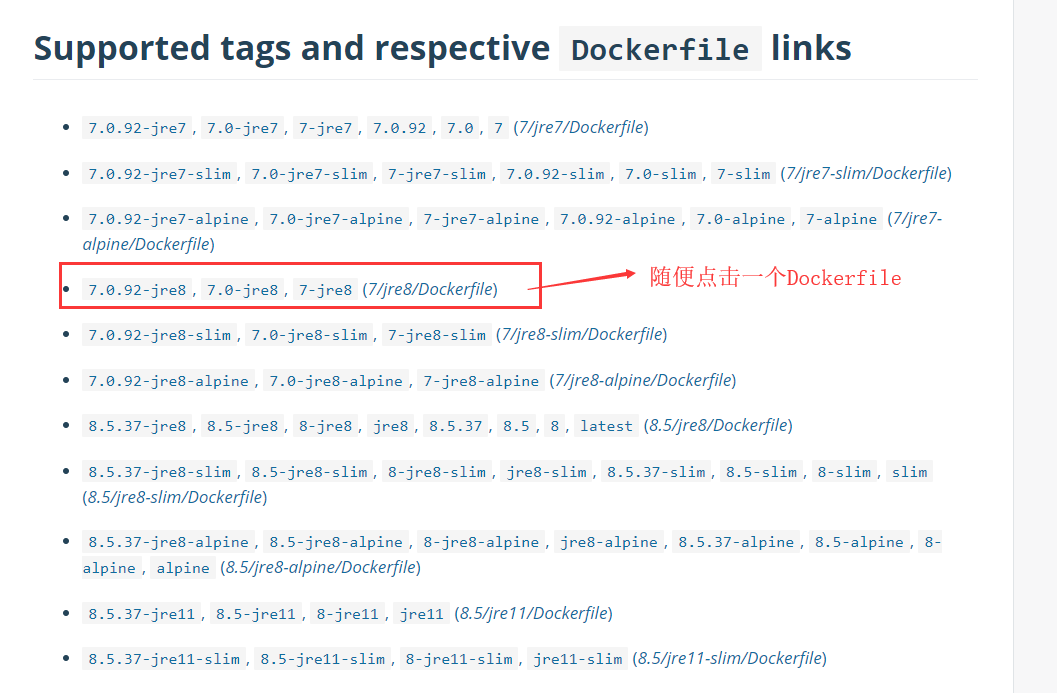 Supported tags and respective Dockerfile links
7.0.92-jre7, 7.0-jre7, 7-jre7, 7.0.92, 7.0, 7 (7/jre7/Dockerfile)
7.0.92-jre7-slim, 7.0-jre7-slim, 7-jre7-slim, 7.0.92-slim, 7.0-slim, 7-slim (7/jre7-slim/Dockerfile)
7.0.92-jre7-alpine, 7.0-jre7-alpine, 7-jre7-alpine, 7.0.92-alpine, 7.0-alpine, 7-alpine (7/jre7-
alpine/Dockerfile)
7.0.92-jre8, 7.0-jre8, 7-jre8 (7/jre8/Dockerfile)
随便点击一个Dockerfile
7.0.92-jre8-slim, 7.0-jre8-slim, 7-jre8-slim (7/jre8-slim/Dockerfile)
7.0.92-jre8-alpine, 7.0-jre8-alpine, 7-jre8-alpine (7/jre8-alpine/Dockerfile)
8.5.37-jre8, 8.5-jre8, 8-jre8, jre8, 8.5.37, 8.5, 8, latest (8.5/jre8/Dockerfile)
8.5.37-jre8-slim, 8.5-jre8-slim, 8-jre8-slim, jre8-slim, 8.5.37-slim, 8.5-slim, 8-slim, slim
(8.5/jre8-slim/Dockerfile)
8.5.37-jre8-alpine, 8.5-jre8-alpine, 8-jre8-alpine, jre8-alpine, 8.5.37-alpine, 8.5-alpine, 8-
alpine, alpine (8.5/jre8-alpine/Dockerfile)
8.5.37-jre11, 8.5-jre11, 8-jre11, jre11 (8.5/jre11/Dockerfile)
8.5.37-jre11-slim, 8.5-jre11-slim, 8-jre11-slim, jre11-slim (8.5/jre11-slim/Dockerfile)